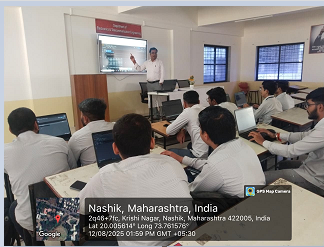 GPS Map Camera
Nashik, Maharashtra, India
2q46+7fc, Krishi Nagar, Nashik, Maharashtra 422005, India
Lat 20.005614° Long 73.761576°
12/08/2025 01:59 PM GMT +05:30
Google